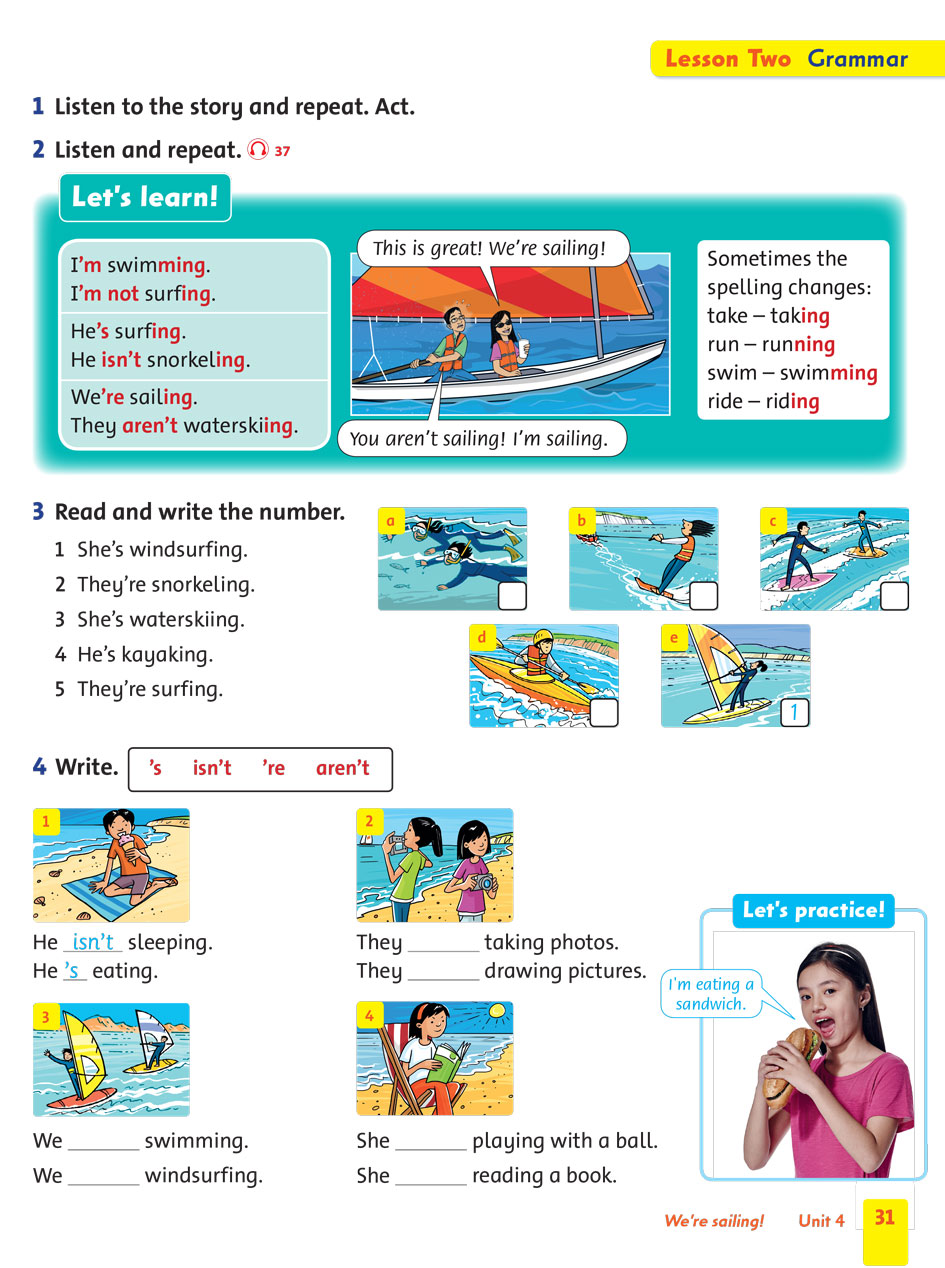 Lesson Two Grammar
1 Listen to the story and repeat. Act.
2 Listen and repeat. 37
Let's learn!
I'm swimming.
I'm not surfing.
He's surfing.
He isn't snorkeling.
We're sailing.
They aren't waterskiing.
This is great! We're sailing!
You aren't sailing! I'm sailing.
Sometimes the
spelling changes:
take – taking
run – running
swim – swimming
ride – riding
3 Read and write the number.
1 She's windsurfing.
2 They're snorkeling.
3 She's waterskiing.
4 He's kayaking.
5 They're surfing.
a
b
c
d
e
1
4 Write.
's isn't 're aren't
1
He isn't sleeping.
He 's eating.
2
They ________ taking photos.
They ________ drawing pictures.
3
We ________ swimming.
We ________ windsurfing.
4
She ________ playing with a ball.
She ________ reading a book.
Let's practice!
I'm eating a
sandwich.
We're sailing! Unit 4 31